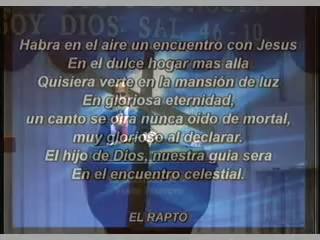 SOY DIOS SAL 46-10
Habra en el aire un encuentro con Jesus
En el dulce hogar mas alla
Quisiera verte en la mansión de luz
En gloriosa eternidad,
un canto se oira nunca oido de mortal,
muy gloriose al declarar.
El hijo de Dios, nuestra guia sera
En el encuentro celestial.
EL RAPTO